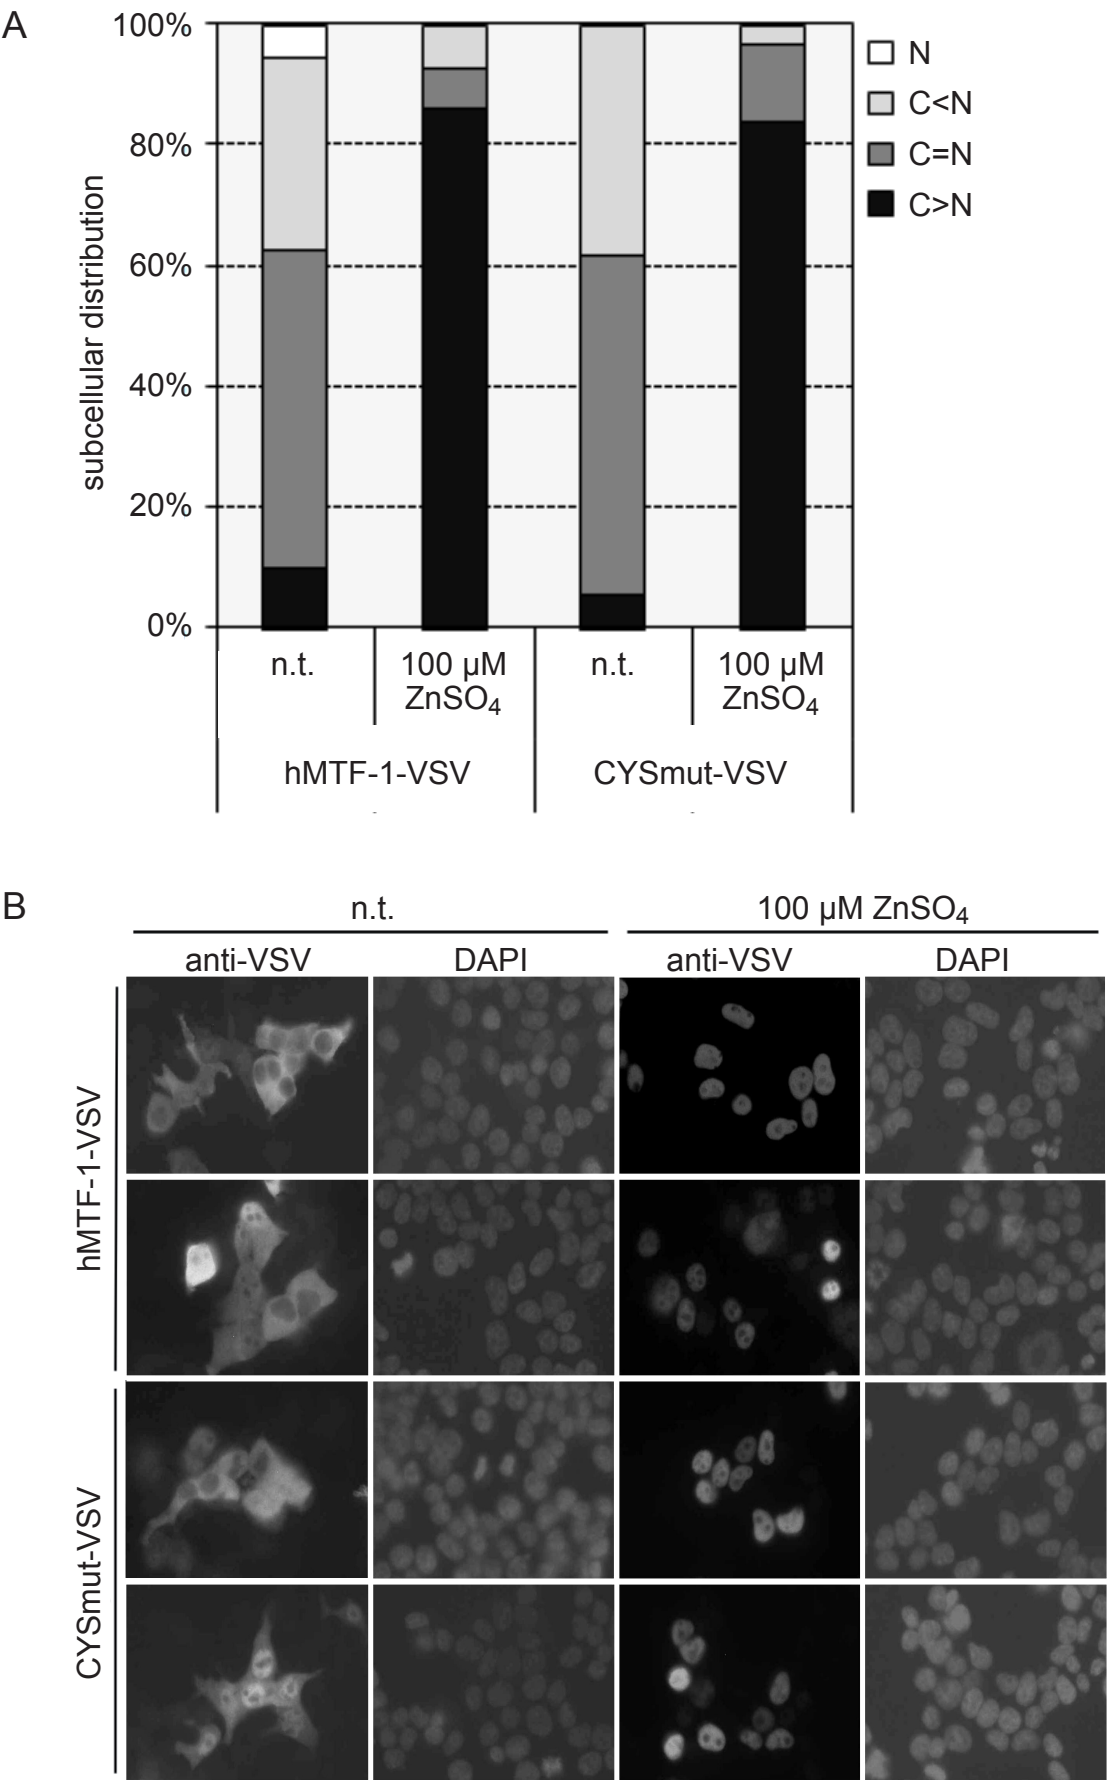 A
100%
80%
60%
40%
20%
0%
subcellular distribution
N
C<N
C=N
C>N
n.t.
100 µM
ZnSO₄
n.t.
100 µM
ZnSO₄
hMTF-1-VSV
CYSmut-VSV
B
n.t.
100 µM ZnSO₄
anti-VSV
DAPI
anti-VSV
DAPI
hMTF-1-VSV
CYSmut-VSV